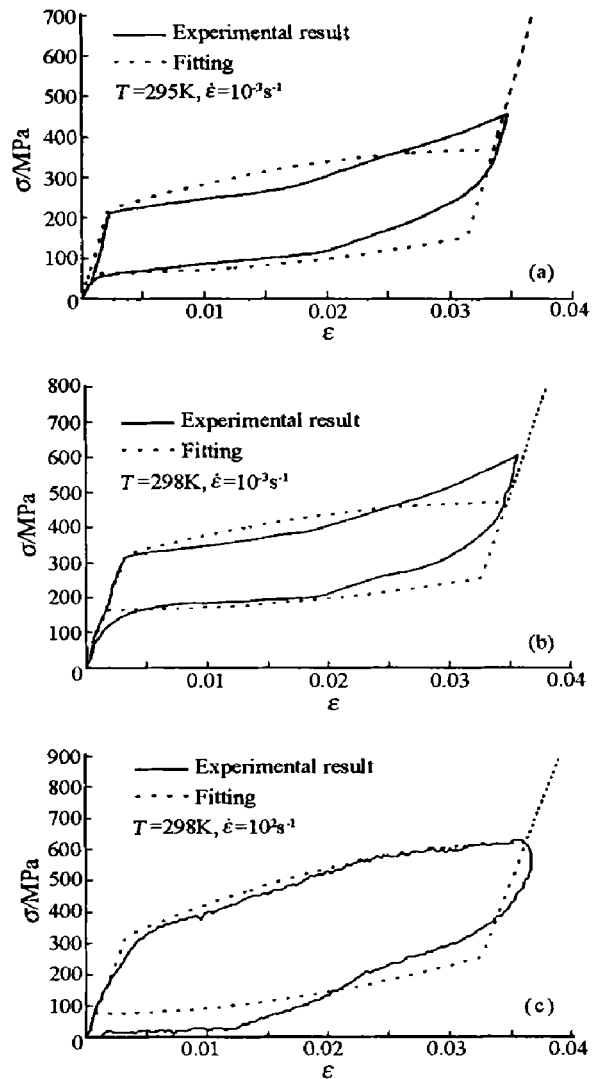 700
600
500
400
300
200
100
0
σ/MPa
Experimental result
Fitting
T=295K, ε̇=10⁻³s⁻¹
(a)
0.01 0.02 0.03 0.04
ε
800
700
600
500
400
300
200
100
0
σ/MPa
Experimental result
Fitting
T=298K, ε̇=10⁻³s⁻¹
(b)
0.01 0.02 0.03 0.04
ε
900
800
700
600
500
400
300
200
100
0
σ/MPa
Experimental result
Fitting
T=298K, ε̇=10²s⁻¹
(c)
0.01 0.02 0.03 0.04
ε